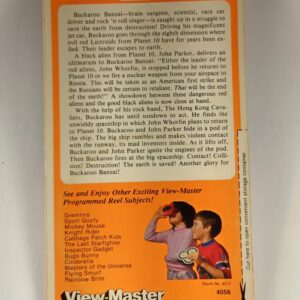 Buckaroo Banzai—brain surgeon, scientist, race car
driver and rock 'n roll singer—is caught up in a struggle to
save the earth from destruction! Driving his magnificent
jet car, Buckaroo goes through the eighth dimension where
evil red Lectroids from Planet 10 have for years been ex-
iled. Their leader escapes to earth.
A black alien from Planet 10, John Parker, delivers an
ultimatum to Buckaroo Banzai: "Either the leader of the
red aliens, John Whorfin, is stopped before he returns to
Planet 10 or we fire a nuclear weapon from your airspace to
Russia. This will be taken as an American first strike and
the Russians will be certain to retaliate. That will be the end
of the earth!" A showdown between these dangerous red
aliens and the good black aliens is now close at hand.
With the help of his rock band, The Hong Kong Cava-
liers, Buckaroo has until sundown to act. He finds the
unwieldy spaceship in which John Whorfin plans to return
to Planet 10. Buckaroo and John Parker hide in a pod of
the ship. The big ship rumbles and makes violent contact
with the runway, its mad inventors inside. As it lifts off,
Buckaroo and John Parker ignite the engines of the pod.
Then Buckaroo fires at the big spaceship. Contact! Colli-
sion! Destruction! The earth is saved! Another glory for
Buckaroo Banzai!
See and Enjoy Other Exciting View-Master
Programmed Reel Subjects!
Gremlins
Sport Goofy
Mickey Mouse
Knight Rider
Cabbage Patch Kids
The Last Starfighter
Inspector Gadget
Bugs Bunny
Cinderella
Masters of the Universe
Flying Smurf
Rainbow Brite
Cut here to open convenient storage container
4056
View-Master